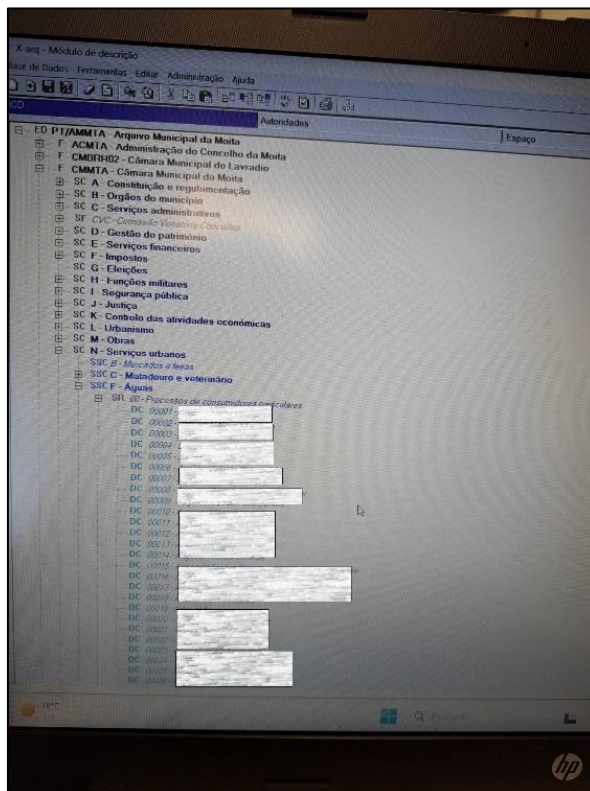 X-arq - Módulo de descrição
Base de Dados Ferramentas Editar Administração Ajuda
Autoridades
Espaço
ED PT/AMMTA - Arquivo Municipal da Moita
F ACMTA - Administração do Concelho da Moita
F CMBRR02 - Câmara Municipal do Lavradio
F CMMTA - Câmara Municipal da Moita
SC A - Constituição e regulamentação
SC B - Orgãos do município
SC C - Serviços administrativos
SF CVC - Comissão Venatória Concelhia
SC D - Gestão do património
SC E - Serviços financeiros
SC F - Impostos
SC G - Eleições
SC H - Funções militares
SC I - Segurança pública
SC J - Justiça
SC K - Controlo das atividades económicas
SC L - Urbanismo
SC M - Obras
SC N - Serviços urbanos
SSC B - Mercados e feiras
SSC C - Matadouro e veterinário
SSC F - Águas
SR 00 - Processos de consumidores particulares
DC 00001 -
DC 00002 -
DC 00003 -
DC 00004 -
DC 00005 -
DC 00006 -
DC 00007 -
DC 00008 -
DC 00009 -
DC 00010 -
DC 00011 -
DC 00012 -
DC 00013 -
DC 00014 -
DC 00015 -
DC 00016 -
DC 00017 -
DC 00018 -
DC 00019 -
DC 00020 -
DC 00021 -
DC 00022 -
DC 00023 -
DC 00024 -
DC
DC
hp